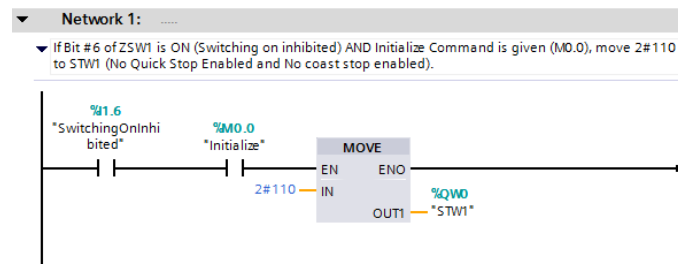 Network 1: .....
If Bit #6 of ZSW1 is ON (Switching on inhibited) AND Initialize Command is given (M0.0), move 2#110
to STW1 (No Quick Stop Enabled and No coast stop enabled).
%I1.6
"SwitchingOnInhi
bited"
%M0.0
"Initialize"
MOVE
EN ENO
2#110 IN
%QW0
OUT1 "STW1"